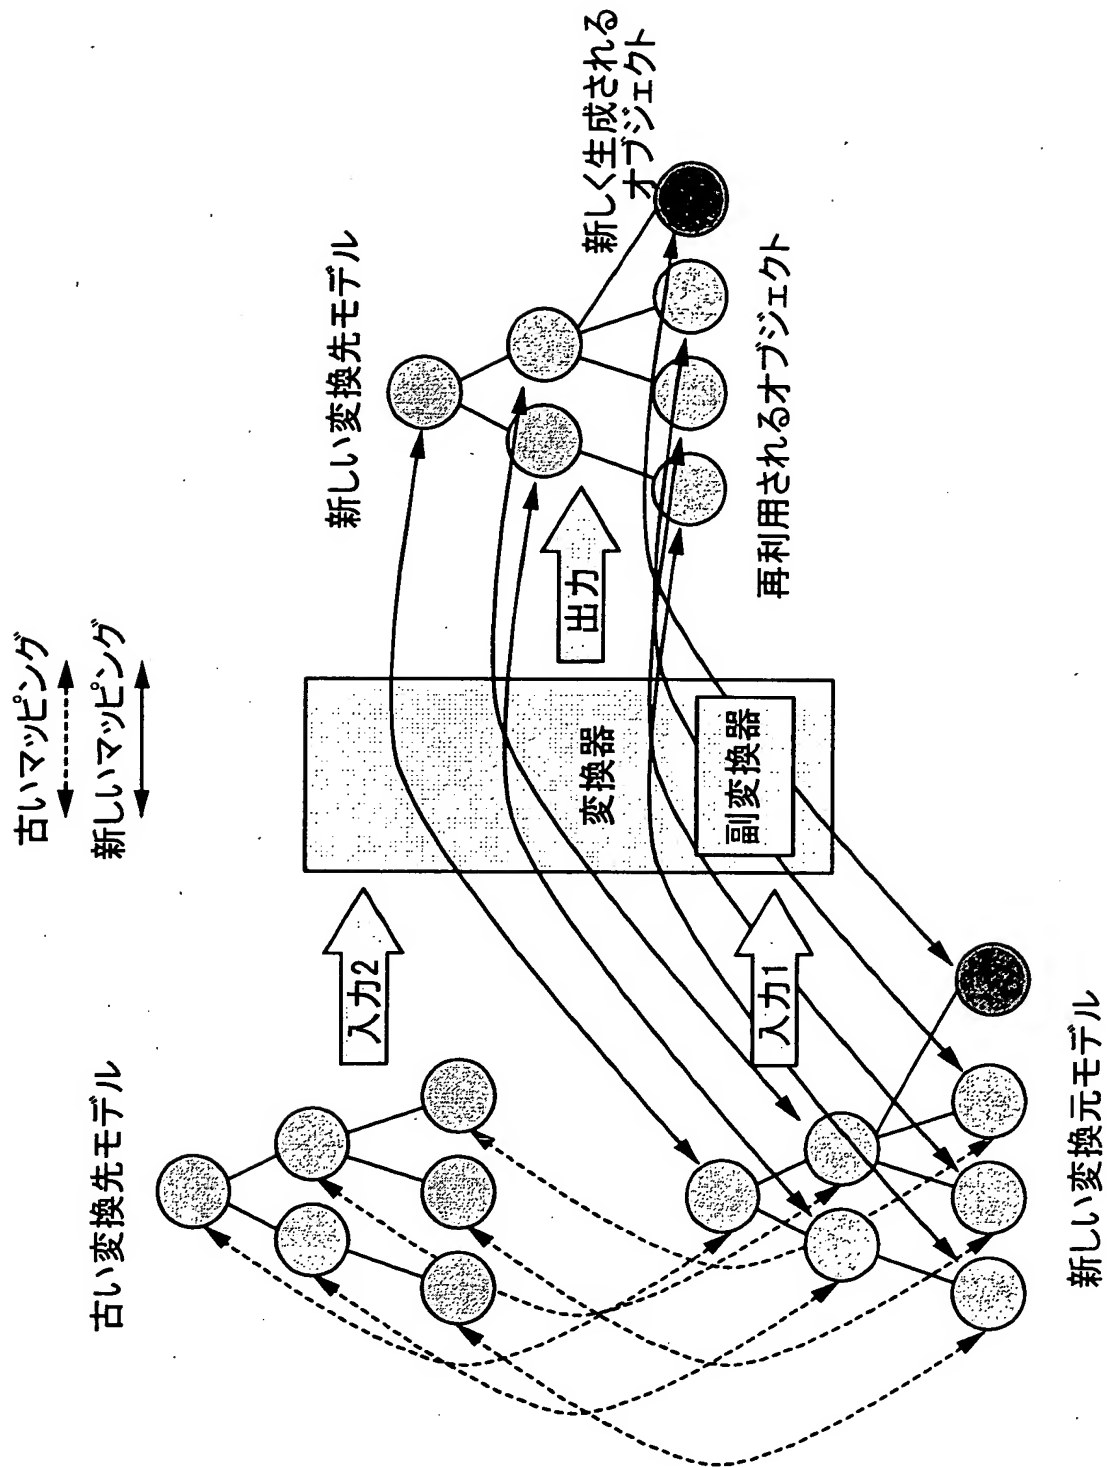 古いマッピング
新しいマッピング
古い変換先モデル
入力2
変換器
出力
新しい変換先モデル
新しく生成される
オブジェクト
入力1
副変換器
再利用されるオブジェクト
新しい変換元モデル